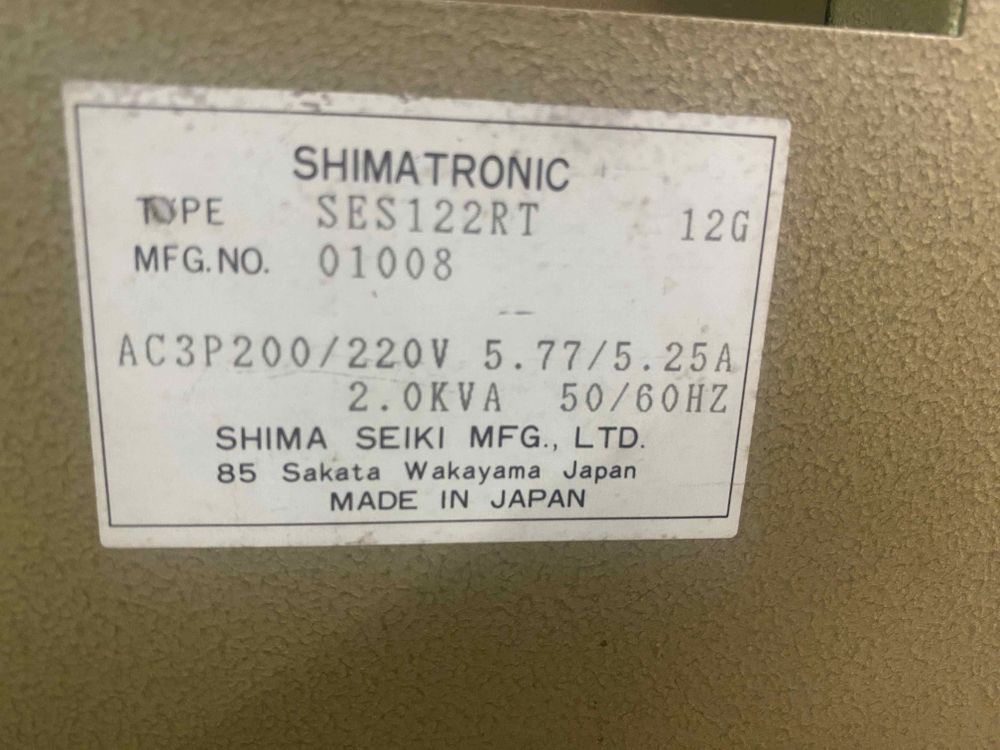 SHIMATRONIC
TYPE SES122RT 12G
MFG.NO. 01008
AC3P200/220V 5.77/5.25A
2.0KVA 50/60HZ
SHIMA SEIKI MFG., LTD.
85 Sakata Wakayama Japan
MADE IN JAPAN